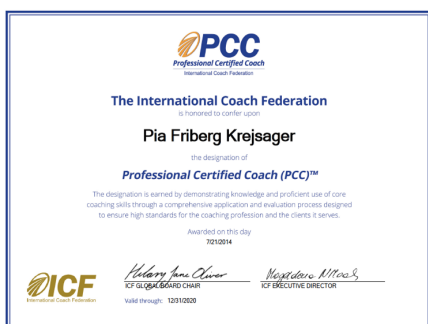 PCC
Professional Certified Coach
International Coach Federation
The International Coach Federation
is honored to confer upon
Pia Friberg Krejsager
the designation of
Professional Certified Coach (PCC)™
The designation is earned by demonstrating knowledge and proficient use of core
coaching skills through a comprehensive application and evaluation process designed
to ensure high standards for the coaching profession and the clients it serves.
Awarded on this day
7/21/2014
Hilary Jane Oliver
ICF GLOBAL BOARD CHAIR
ICF EXECUTIVE DIRECTOR
ICF
International Coach Federation
Valid through: 12/31/2020